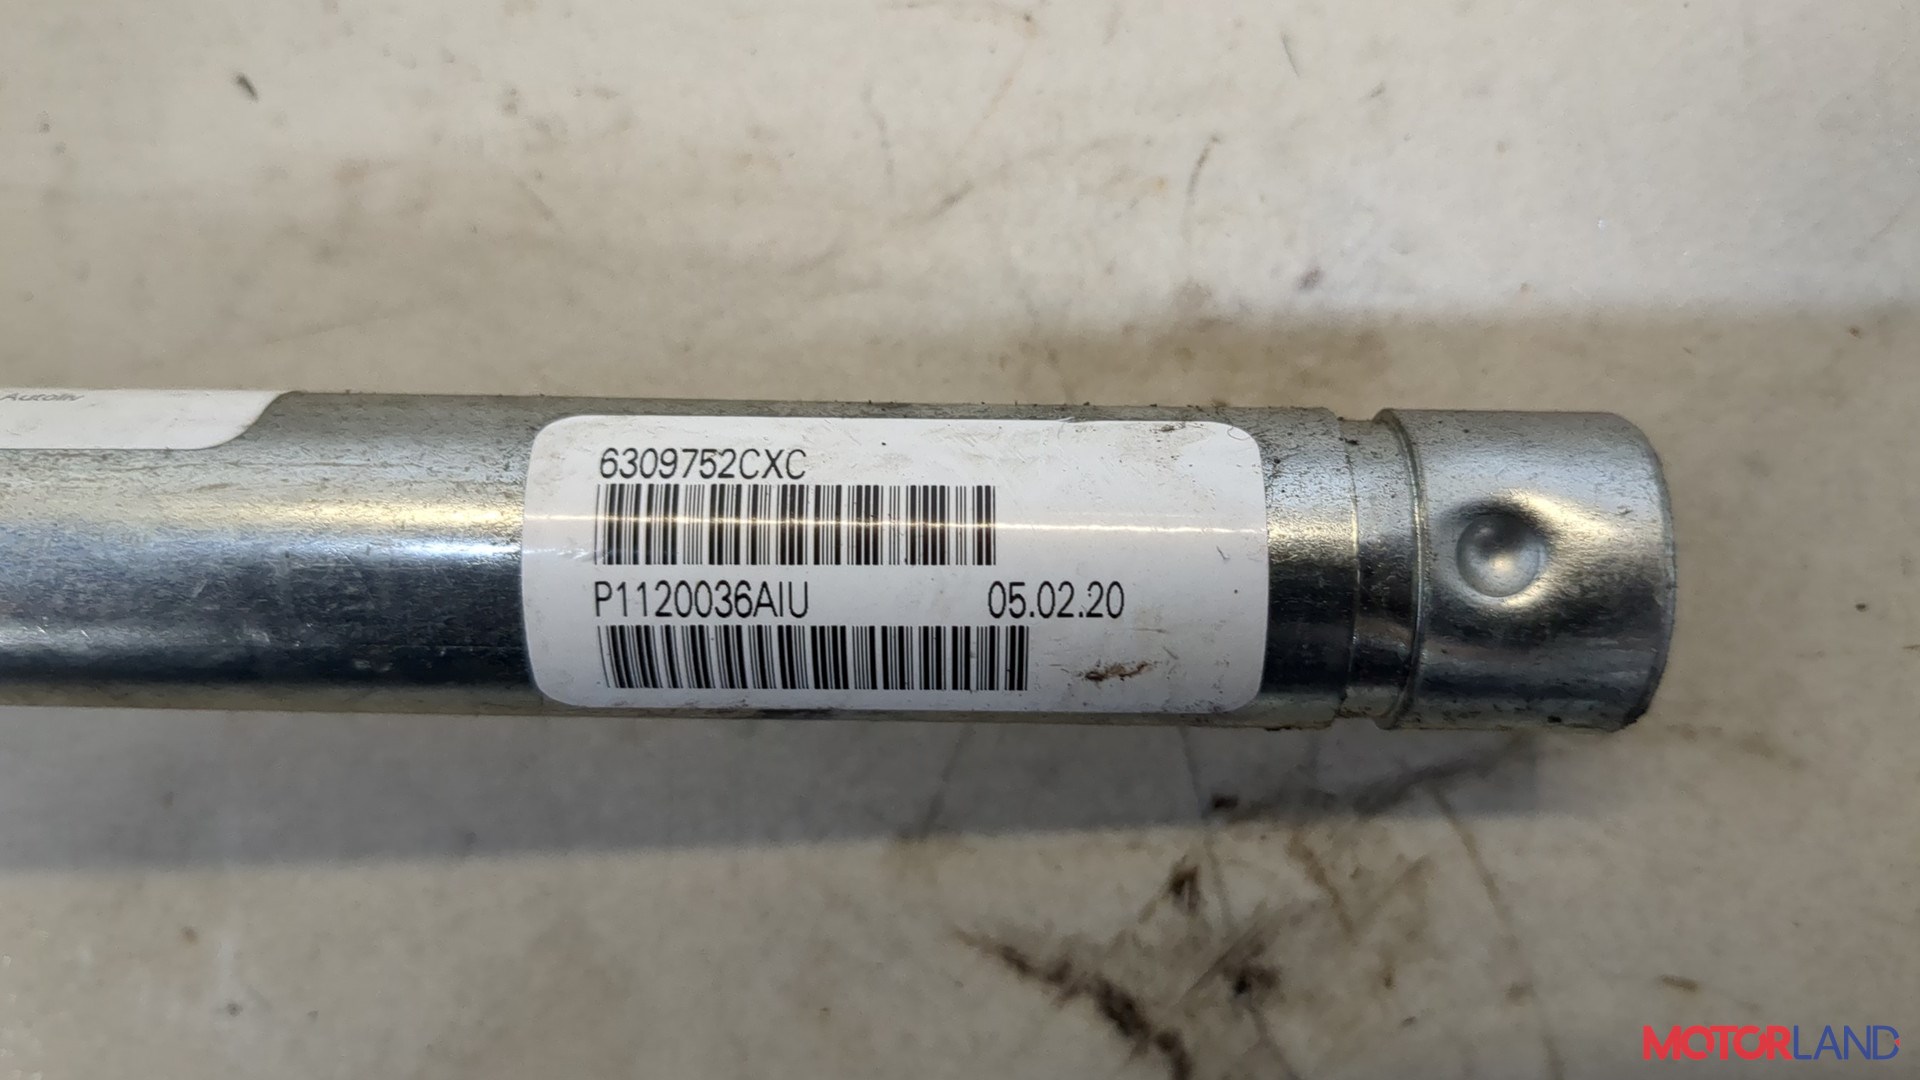 Autoliv
6309752CXC
P1120036AIU 05.02.20
MOTORLAND